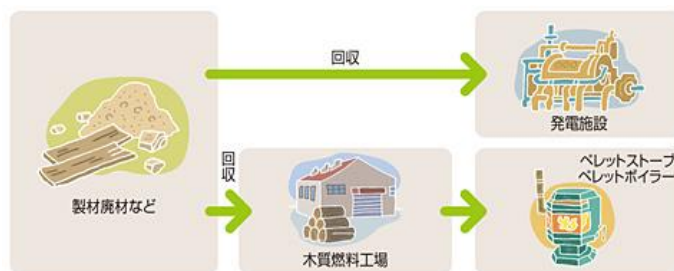 回収
発電施設
製材廃材など
回収
木質燃料工場
ペレットストーブ
ペレットボイラー